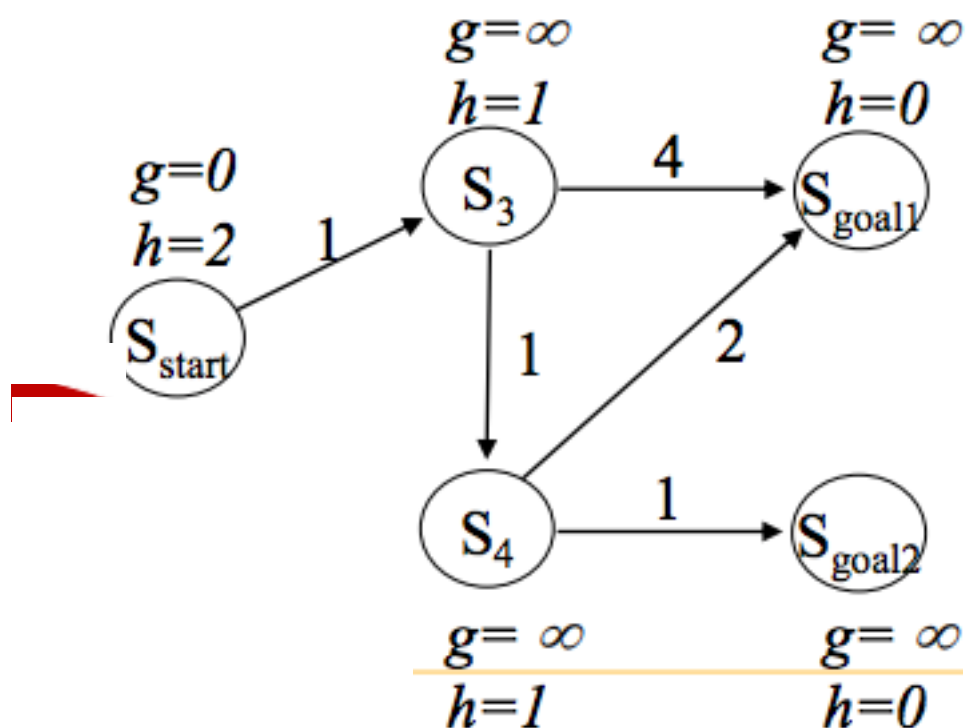 g=∞
h=1
g= ∞
h=0
g=0
h=2
S3
4
Sgoal1
1
Sstart
1
2
S4
1
Sgoal2
g= ∞
h=1
g= ∞
h=0